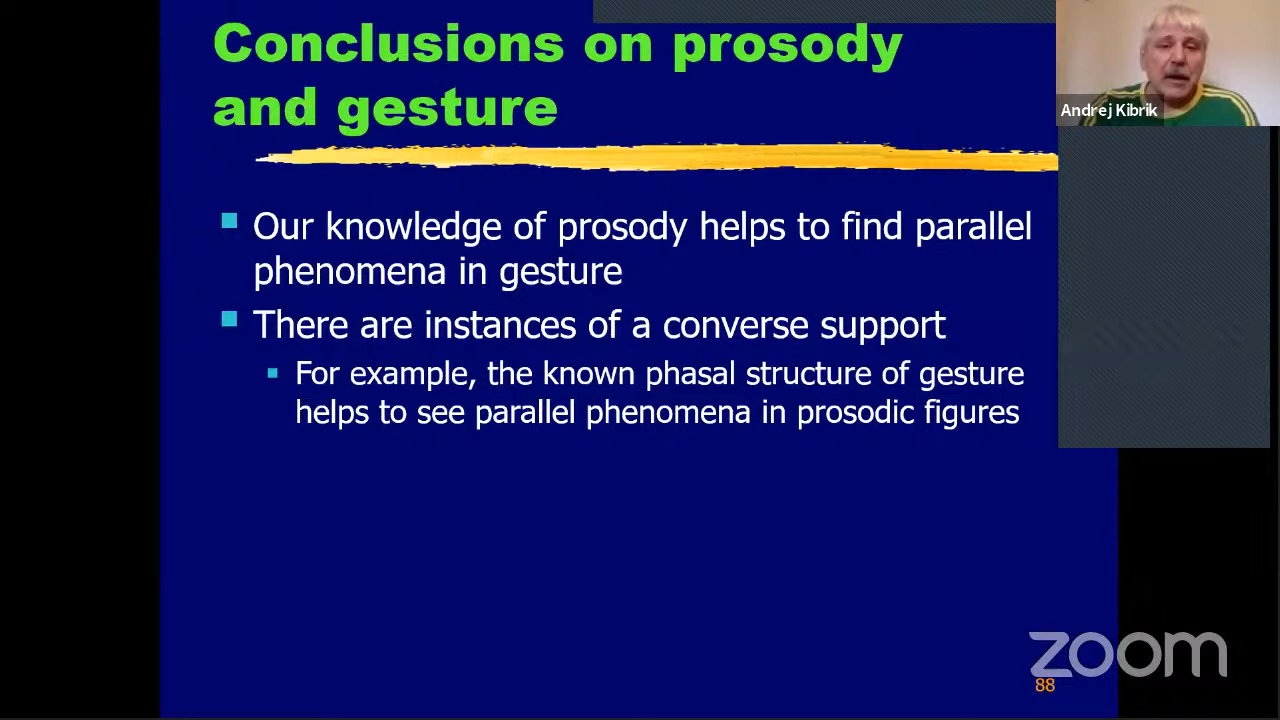 Conclusions on prosody
and gesture
Andrej Kibrik
Our knowledge of prosody helps to find parallel
phenomena in gesture
There are instances of a converse support
For example, the known phasal structure of gesture
helps to see parallel phenomena in prosodic figures
zoom
88